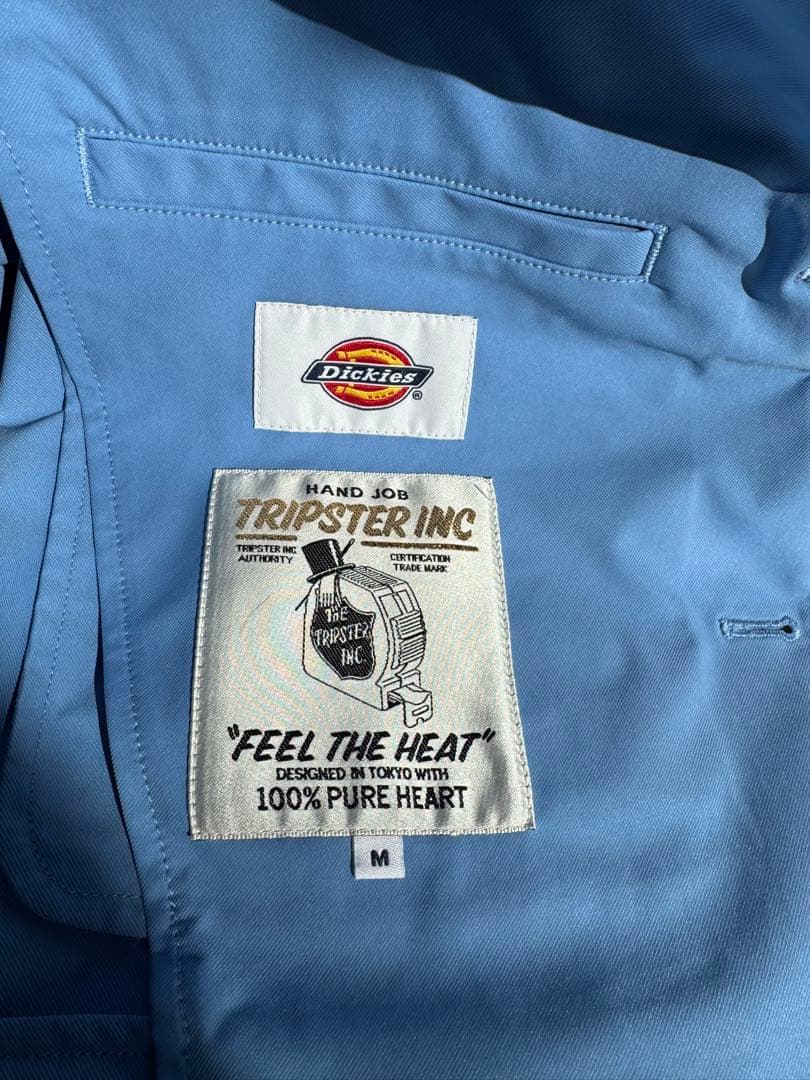 Dickies®
HAND JOB
TRIPSTER INC
TRIPSTER INC
AUTHORITY
CERTIFICATION
TRADE MARK
THE
TRIPSTER
INC.
"FEEL THE HEAT"
DESIGNED IN TOKYO WITH
100% PURE HEART
M